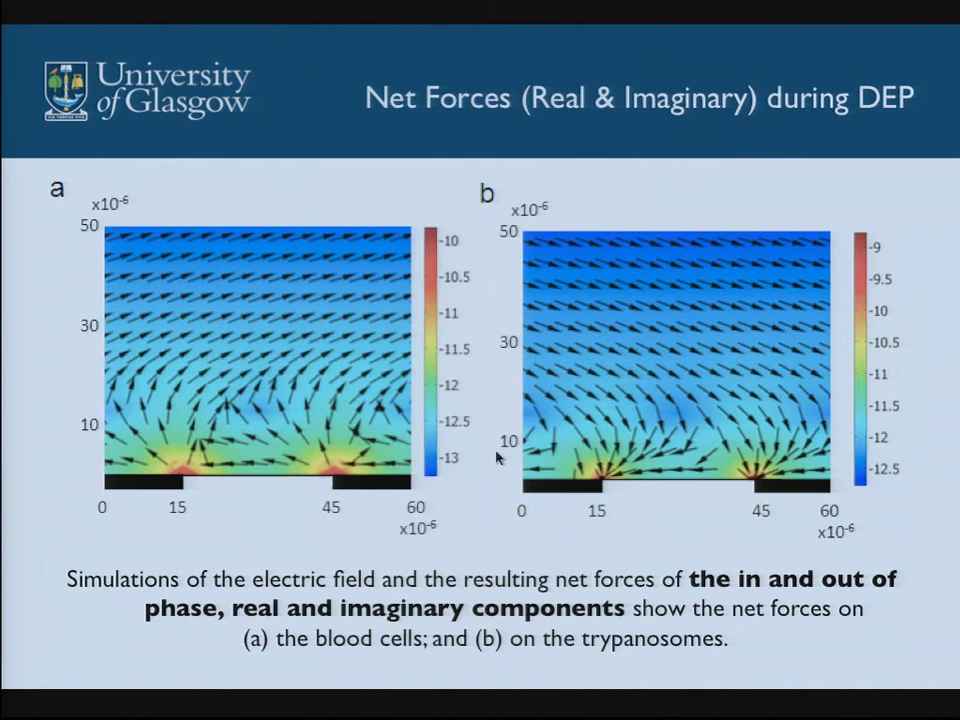 University
of Glasgow
Net Forces (Real & Imaginary) during DEP
a
x10-6
50
30
10
0
15
45
60
x10-6
-10
-10.5
-11
-11.5
-12
-12.5
-13
b
x10-6
50
30
10
0
15
45
60
x10-6
-9
-9.5
-10
-10.5
-11
-11.5
-12
-12.5
Simulations of the electric field and the resulting net forces of the in and out of
phase, real and imaginary components show the net forces on
(a) the blood cells; and (b) on the trypanosomes.